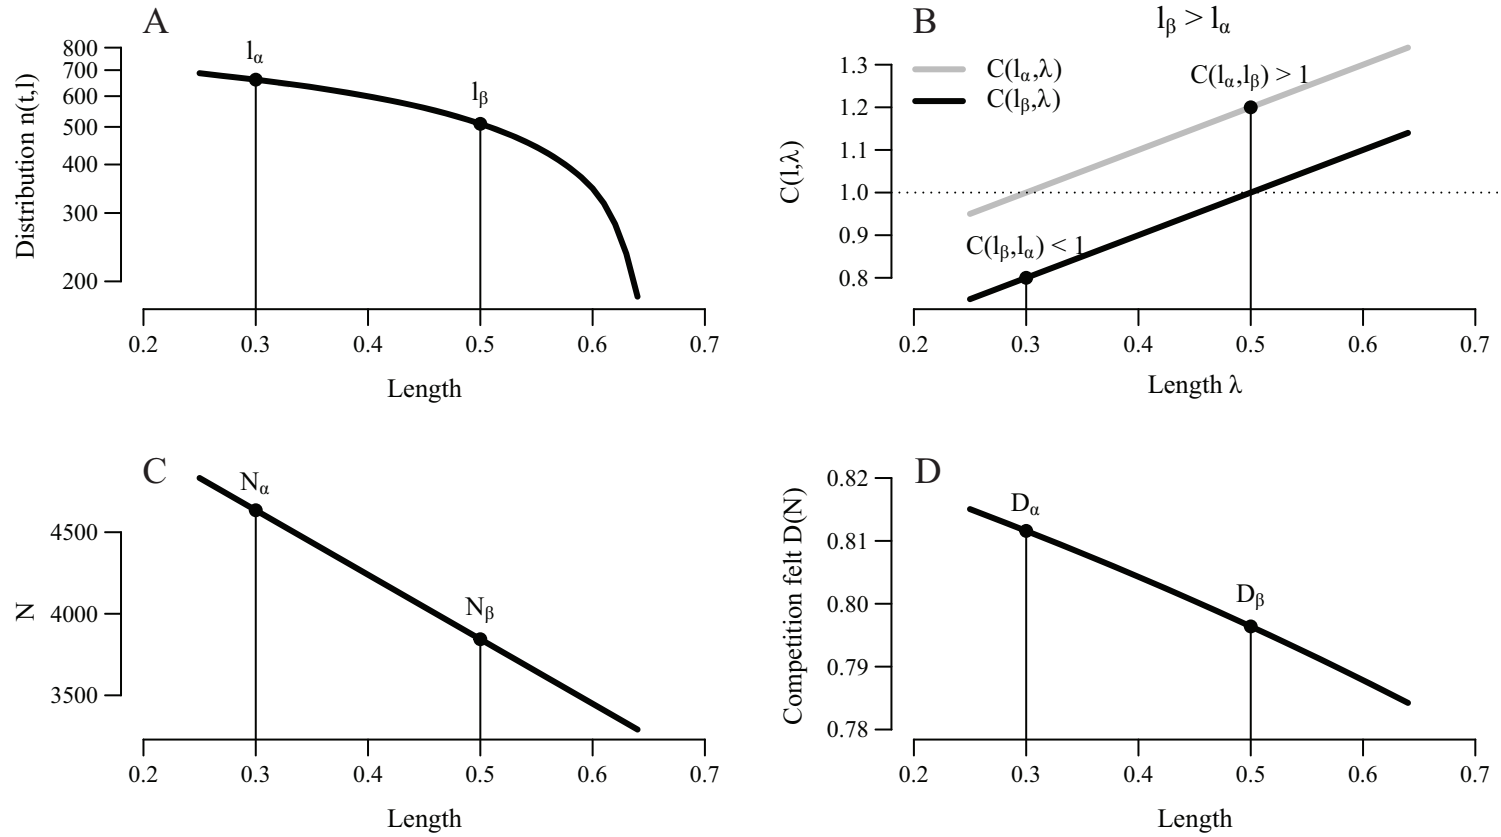 A
Distribution n(t,l)
800
700
600
500
400
300
200
lα
lβ
0.2 0.3 0.4 0.5 0.6 0.7
Length
B
lβ > lα
C(l,λ)
1.3
1.2
1.1
1.0
0.9
0.8
C(lα,λ)
C(lβ,λ)
C(lα,lβ) > 1
C(lβ,lα) < 1
0.2 0.3 0.4 0.5 0.6 0.7
Length λ
C
N
4500
4000
3500
Nα
Nβ
0.2 0.3 0.4 0.5 0.6 0.7
Length
D
Competition felt D(N)
0.82
0.81
0.80
0.79
0.78
Dα
Dβ
0.2 0.3 0.4 0.5 0.6 0.7
Length